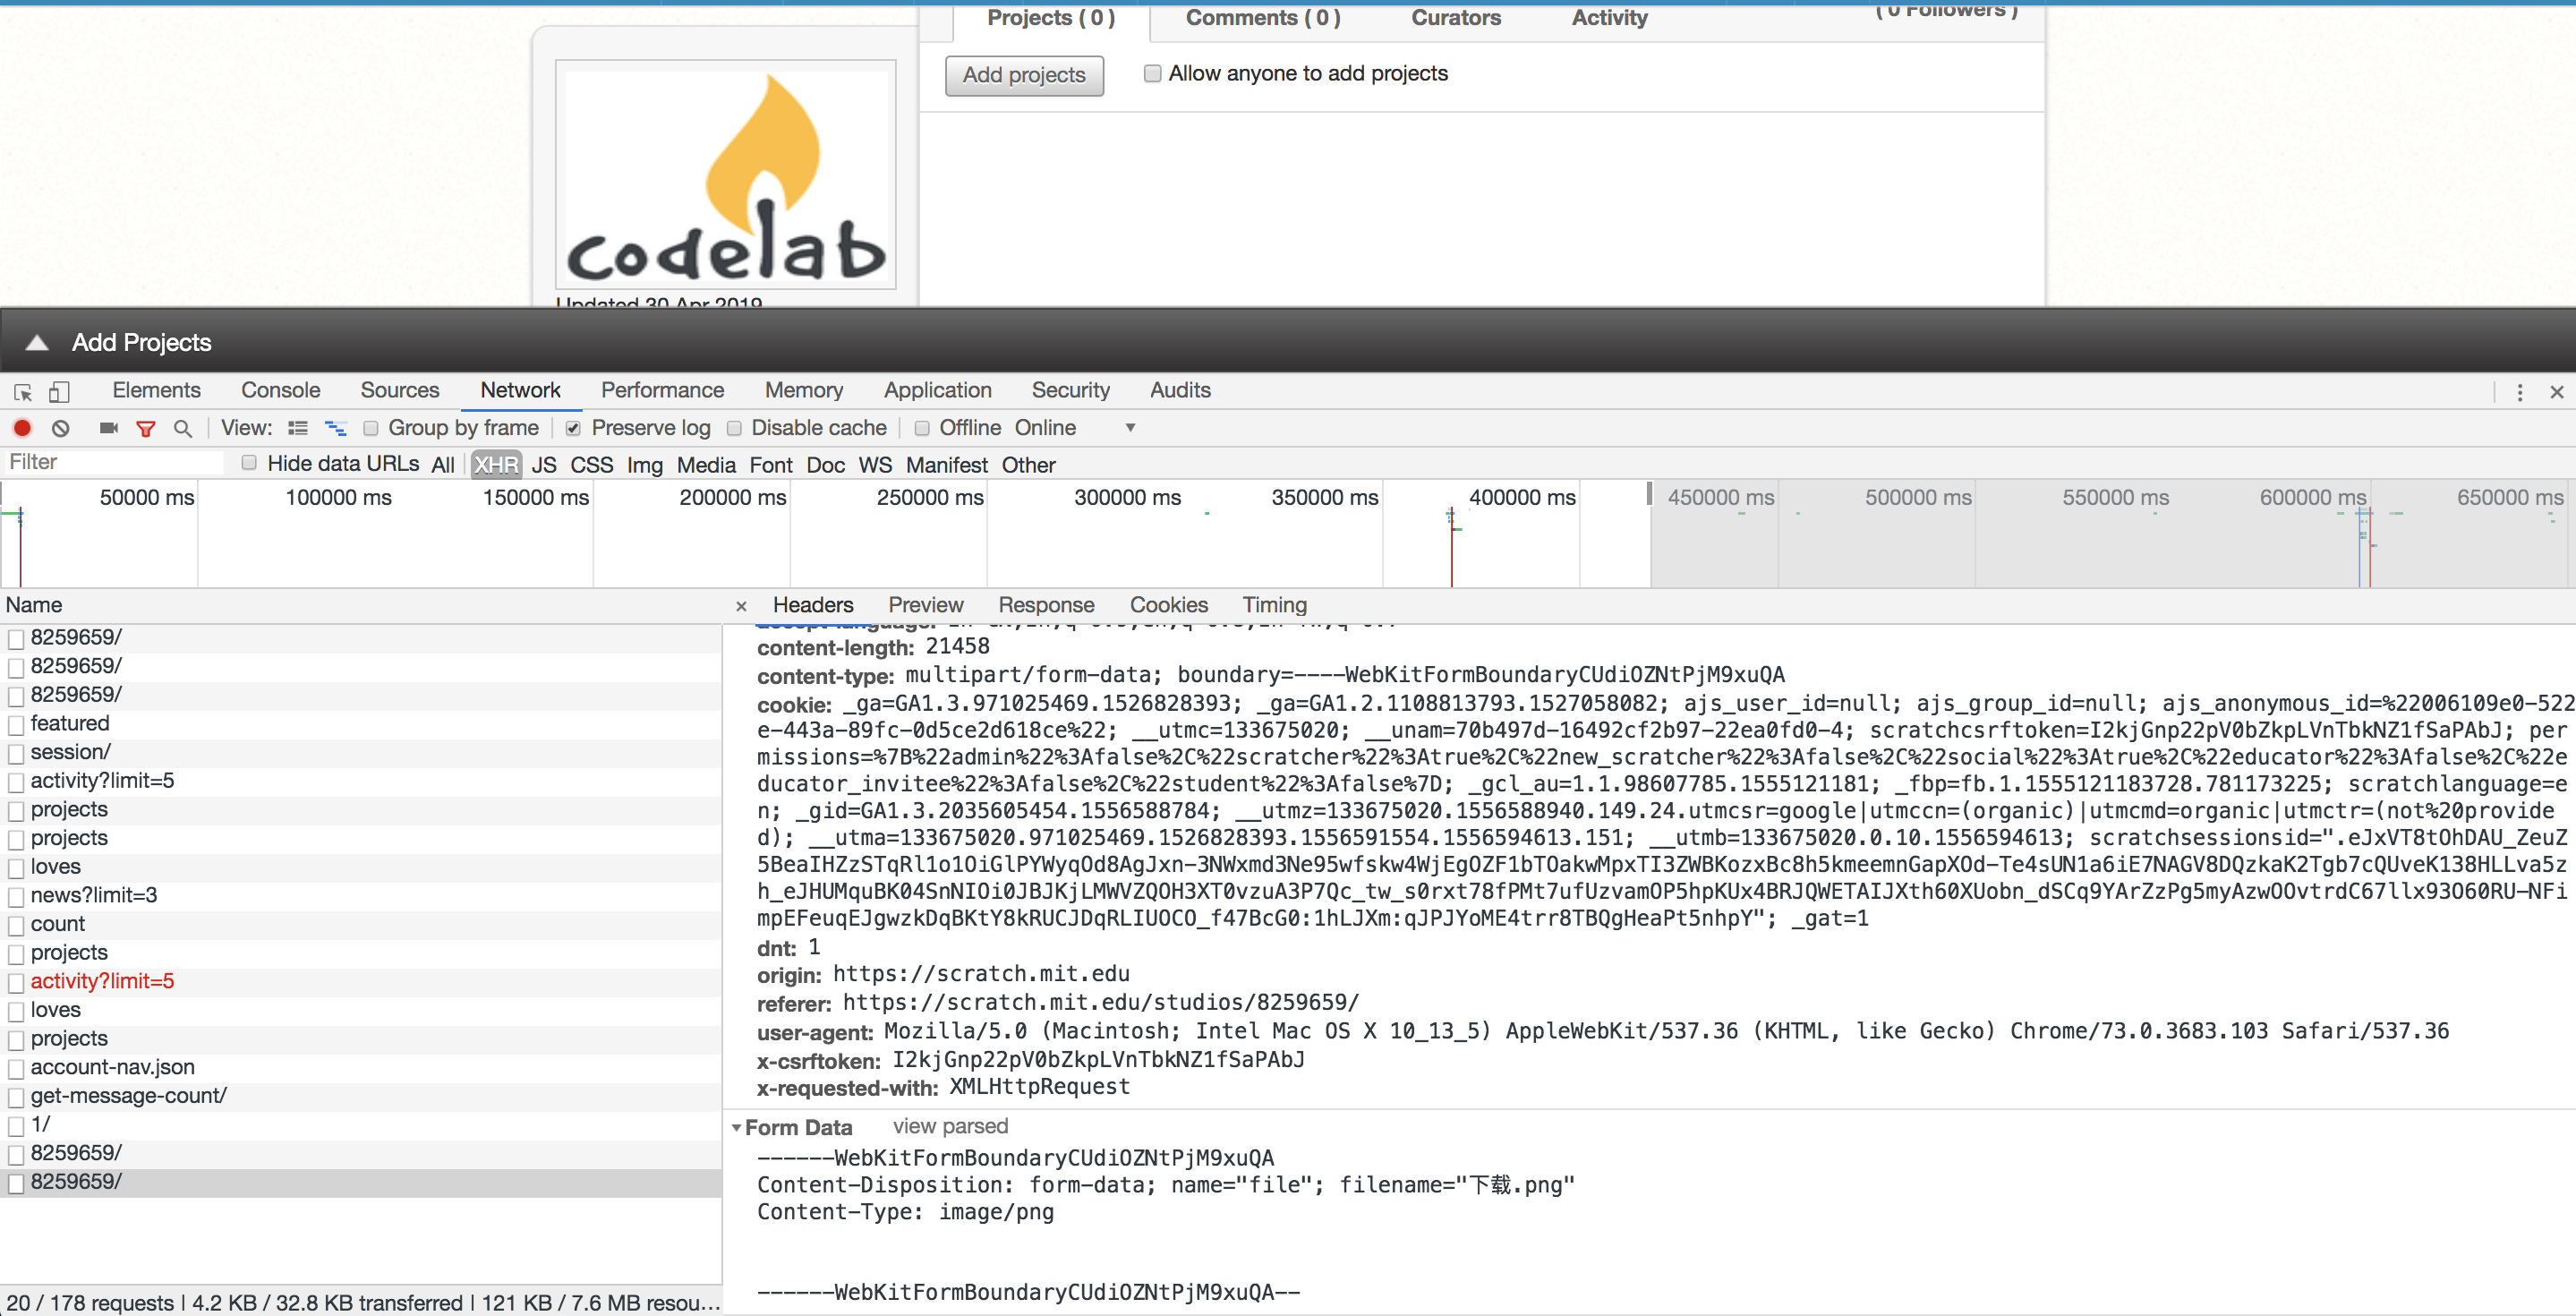 Projects ( 0 )
Comments ( 0 )
Curators
Activity
( 0 Followers )
Add projects
Allow anyone to add projects
codelab
Updated 30 Apr 2019
Add Projects
Elements Console Sources Network Performance Memory Application Security Audits
View: Group by frame Preserve log Disable cache Offline Online
Filter Hide data URLs All XHR JS CSS Img Media Font Doc WS Manifest Other
50000 ms 100000 ms 150000 ms 200000 ms 250000 ms 300000 ms 350000 ms 400000 ms 450000 ms 500000 ms 550000 ms 600000 ms 650000 ms
Name
8259659/
8259659/
8259659/
featured
session/
activity?limit=5
projects
projects
loves
news?limit=3
count
projects
activity?limit=5
loves
projects
account-nav.json
get-message-count/
1/
8259659/
8259659/
20 / 178 requests | 4.2 KB / 32.8 KB transferred | 121 KB / 7.6 MB resou...
× Headers Preview Response Cookies Timing
content-length: 21458
content-type: multipart/form-data; boundary=----WebKitFormBoundaryCUdiOZNtPjM9xuQA
cookie: _ga=GA1.3.971025469.1526828393; _ga=GA1.2.1108813793.1527058082; ajs_user_id=null; ajs_group_id=null; ajs_anonymous_id=%22006109e0-522
e-443a-89fc-0d5ce2d618ce%22; __utmc=133675020; __unam=70b497d-16492cf2b97-22ea0fd0-4; scratchcsrftoken=I2kjGnp22pV0bZkpLVnTbkNZ1fSaPAbJ; per
missions=%7B%22admin%22%3Afalse%2C%22scratcher%22%3Atrue%2C%22new_scratcher%22%3Afalse%2C%22social%22%3Atrue%2C%22educator%22%3Afalse%2C%22e
ducator_invitee%22%3Afalse%2C%22student%22%3Afalse%7D; _gcl_au=1.1.98607785.1555121181; _fbp=fb.1.1555121183728.781173225; scratchlanguage=e
n; _gid=GA1.3.2035605454.1556588784; __utmz=133675020.1556588940.149.24.utmcsr=google|utmccn=(organic)|utmcmd=organic|utmctr=(not%20provide
d); __utma=133675020.971025469.1526828393.1556591554.1556594613.151; __utmb=133675020.0.10.1556594613; scratchsessionsid=".eJxVT8tOhDAU_ZeuZ
5BeaIHZzSTqRl1o1OiGlPYWyqOd8AgJxn-3NWxmd3Ne95wfskw4WjEgOZF1bTOakwMpxTI3ZWBKozxBc8h5kmeemnGapXOd-Te4sUN1a6iE7NAGV8DQzkaK2Tgb7cQUveK138HLLva5z
h_eJHUMquBK04SnNIOi0JBJKjLMWVZQOH3XT0vzuA3P7Qc_tw_s0rxt78fPMt7ufUzvamOP5hpKUx4BRJQWETAIJXth60XUobn_dSCq9YArZzPg5myAzwOOvtrdC67llx93O60RU-NFi
mpEFeuqEJgwzkDqBKtY8kRUCJDqRLIUOCO_f47BcG0:1hLJXm:qJPJYoME4trr8TBQgHeaPt5nhpY"; _gat=1
dnt: 1
origin: https://scratch.mit.edu
referer: https://scratch.mit.edu/studios/8259659/
user-agent: Mozilla/5.0 (Macintosh; Intel Mac OS X 10_13_5) AppleWebKit/537.36 (KHTML, like Gecko) Chrome/73.0.3683.103 Safari/537.36
x-csrftoken: I2kjGnp22pV0bZkpLVnTbkNZ1fSaPAbJ
x-requested-with: XMLHttpRequest
Form Data view parsed
------WebKitFormBoundaryCUdiOZNtPjM9xuQA
Content-Disposition: form-data; name="file"; filename="下载.png"
Content-Type: image/png
------WebKitFormBoundaryCUdiOZNtPjM9xuQA--